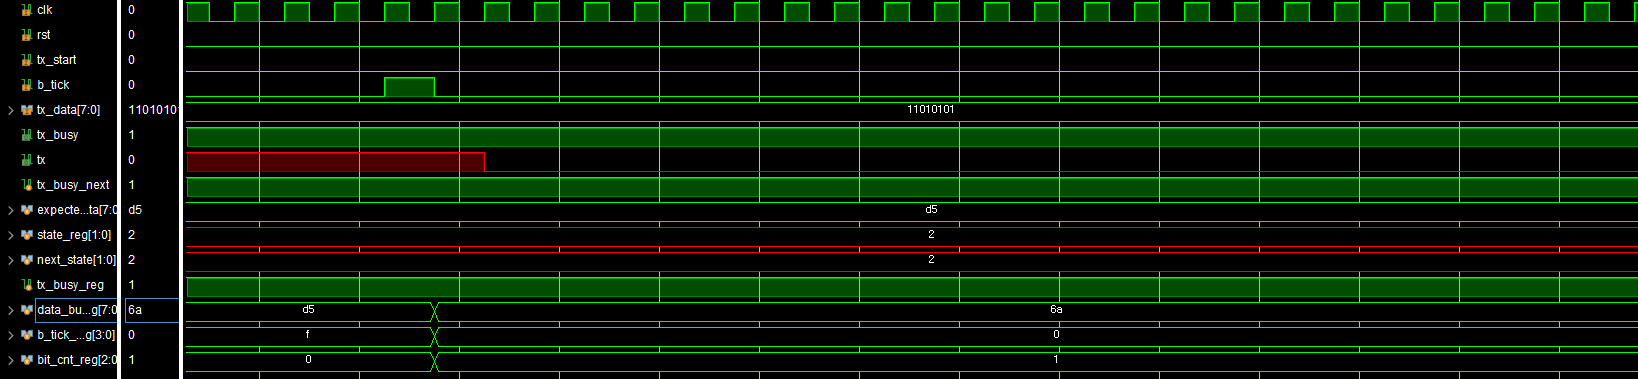 clk 0
rst 0
tx_start 0
b_tick 0
tx_data[7:0] 11010101 11010101
tx_busy 1
tx 0
tx_busy_next 1
expecte...ta[7:0 d5 d5
state_reg[1:0] 2 2
next_state[1:0] 2 2
tx_busy_reg 1
data_bu...g[7:0 6a d5 6a
b_tick_...g[3:0] 0 f 0
bit_cnt_reg[2:0 1 0 1